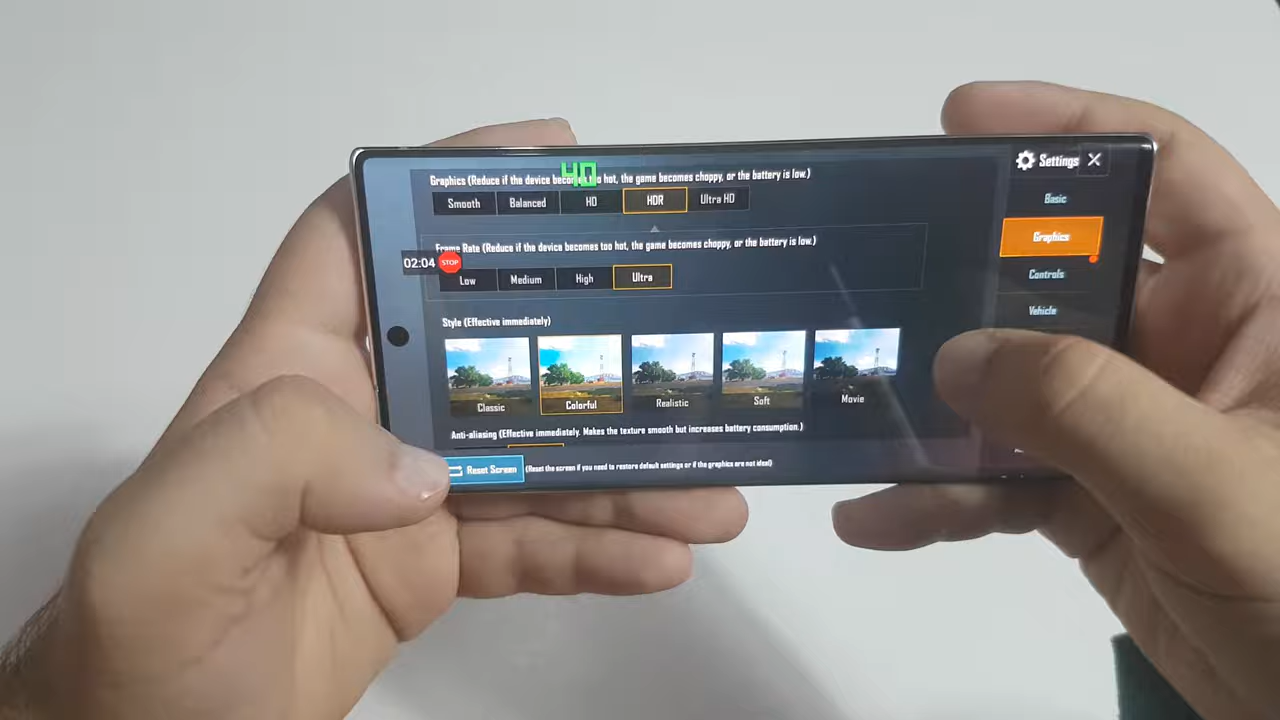 Settings
40
Graphics (Reduce if the device becomes too hot, the game becomes choppy, or the battery is low.)
Smooth Balanced HD HDR Ultra HD
Basic
Frame Rate (Reduce if the device becomes too hot, the game becomes choppy, or the battery is low.)
Graphics
02:04 STOP
Low Medium High Ultra
Controls
Vehicle
Style (Effective immediately)
Classic Colorful Realistic Soft Movie
Anti-aliasing (Effective immediately. Makes the texture smooth but increases battery consumption.)
Reset Screen (Reset the screen if you need to restore default settings or if the graphics are not ideal)